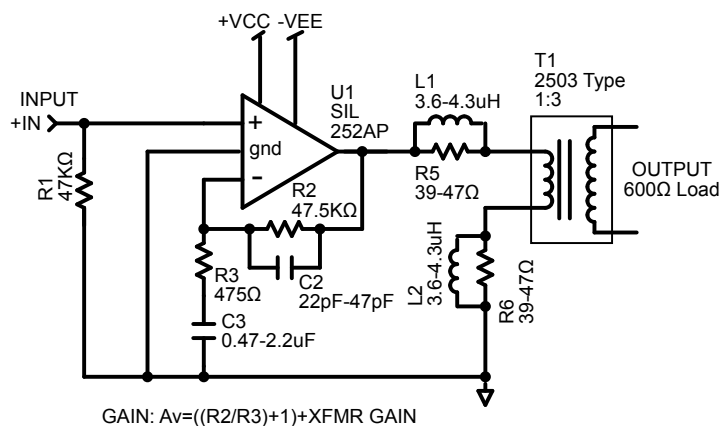 +VCC -VEE
INPUT
+IN
R1
47KΩ
+
gnd
−
U1
SIL
252AP
R2
47.5KΩ
R3
475Ω
C2
22pF-47pF
C3
0.47-2.2uF
L1
3.6-4.3uH
R5
39-47Ω
L2
3.6-4.3uH
R6
39-47Ω
T1
2503 Type
1:3
OUTPUT
600Ω Load
GAIN: Av=((R2/R3)+1)+XFMR GAIN